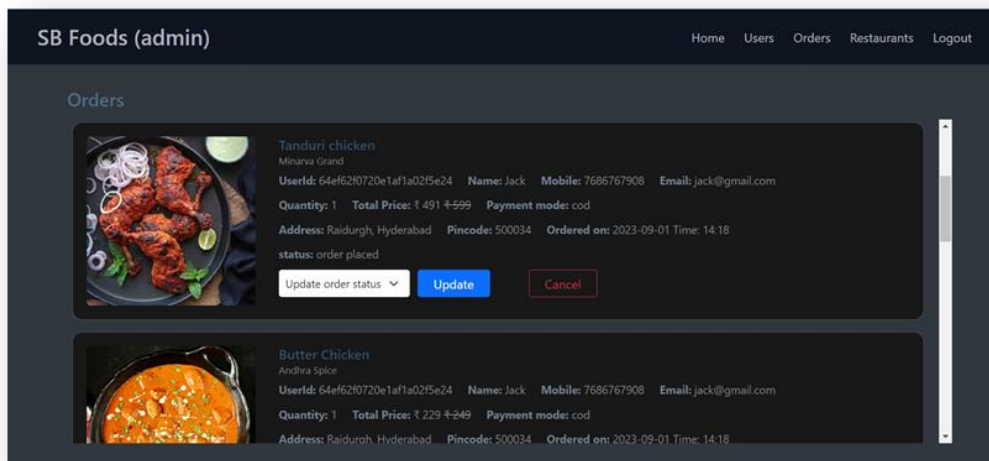 SB Foods (admin)
Home Users Orders Restaurants Logout
Orders
Tanduri chicken
Minarva Grand
UserId: 64ef62f0720e1af1a02f5e24 Name: Jack Mobile: 7686767908 Email: jack@gmail.com
Quantity: 1 Total Price: ₹ 491 ₹ 599 Payment mode: cod
Address: Raidurgh, Hyderabad Pincode: 500034 Ordered on: 2023-09-01 Time: 14:18
status: order placed
Update order status Update Cancel
Butter Chicken
Andhra Spice
UserId: 64ef62f0720e1af1a02f5e24 Name: Jack Mobile: 7686767908 Email: jack@gmail.com
Quantity: 1 Total Price: ₹ 229 ₹ 249 Payment mode: cod
Address: Raidurgh, Hyderabad Pincode: 500034 Ordered on: 2023-09-01 Time: 14:18